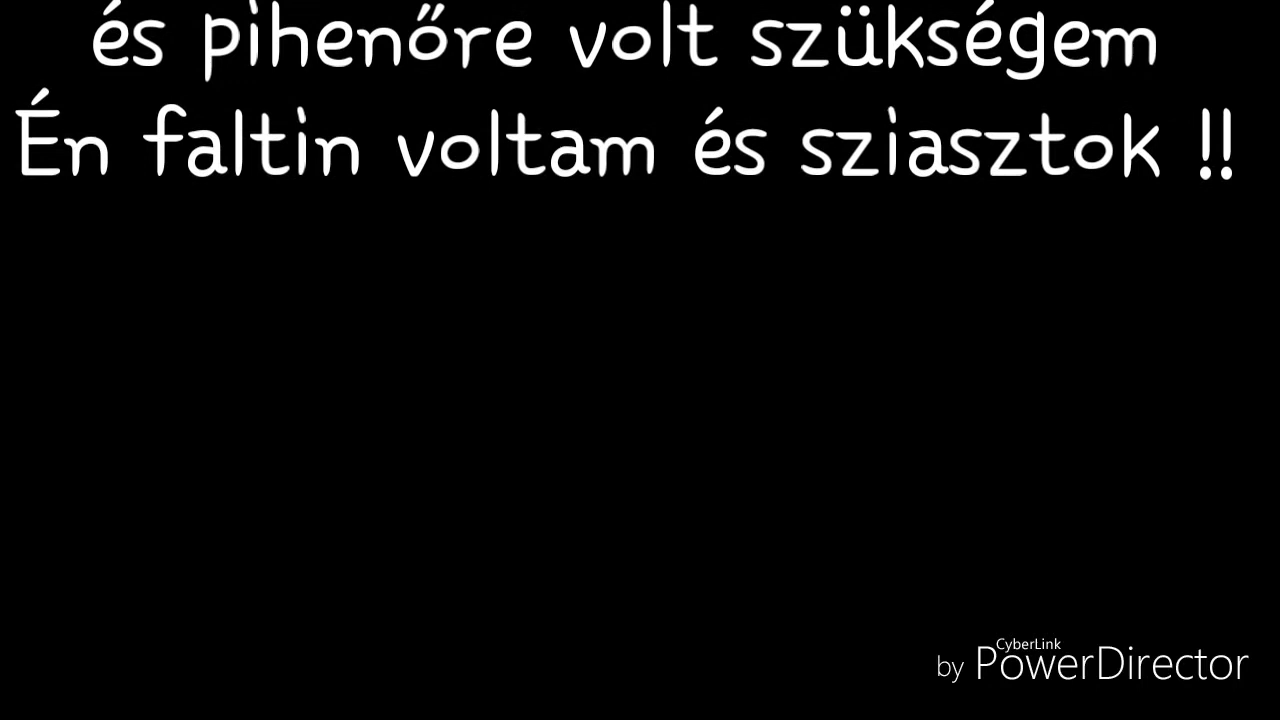 és pihenőre volt szükségem
Én faltin voltam és sziasztok !!
CyberLink
by PowerDirector